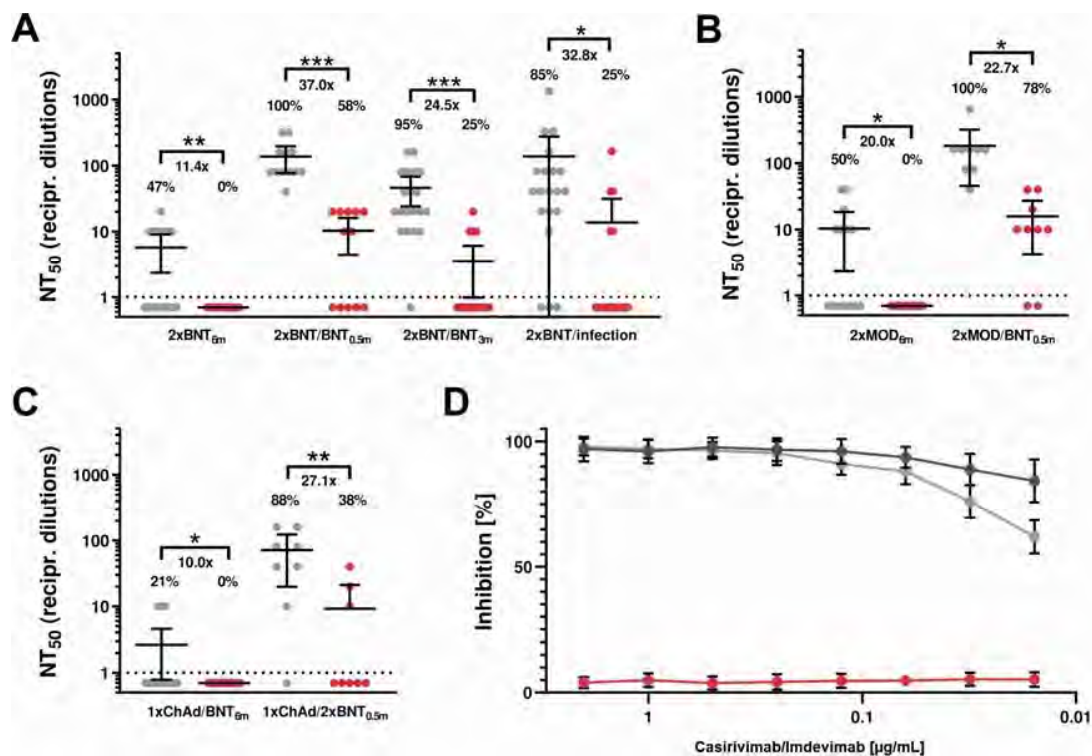 A
NT50 (recipr. dilutions)
1000
100
10
1
**
11.4x
47% 0%
***
37.0x
100% 58%
***
24.5x
95% 25%
*
32.8x
85% 25%
2xBNT6m 2xBNT/BNT0.5m 2xBNT/BNT3m 2xBNT/infection
B
NT50 (recipr. dilutions)
1000
100
10
1
*
20.0x
50% 0%
*
22.7x
100% 78%
2xMOD6m 2xMOD/BNT0.5m
C
NT50 (recipr. dilutions)
1000
100
10
1
*
10.0x
21% 0%
**
27.1x
88% 38%
1xChAd/BNT6m 1xChAd/2xBNT0.5m
D
Inhibition [%]
100
50
0
1 0.1 0.01
Casirivimab/Imdevimab [µg/mL]